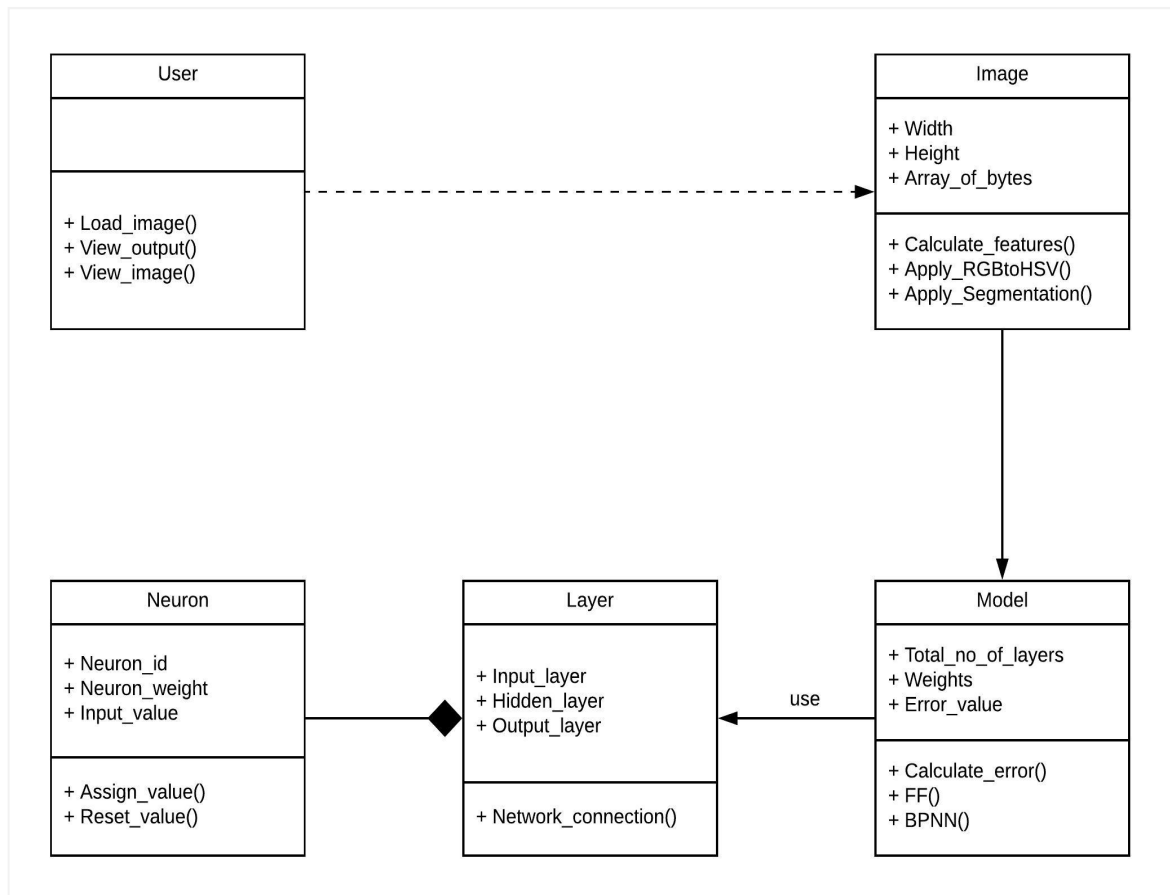 User
+ Load_image()
+ View_output()
+ View_image()
Image
+ Width
+ Height
+ Array_of_bytes
+ Calculate_features()
+ Apply_RGBtoHSV()
+ Apply_Segmentation()
Neuron
+ Neuron_id
+ Neuron_weight
+ Input_value
+ Assign_value()
+ Reset_value()
Layer
+ Input_layer
+ Hidden_layer
+ Output_layer
+ Network_connection()
use
Model
+ Total_no_of_layers
+ Weights
+ Error_value
+ Calculate_error()
+ FF()
+ BPNN()